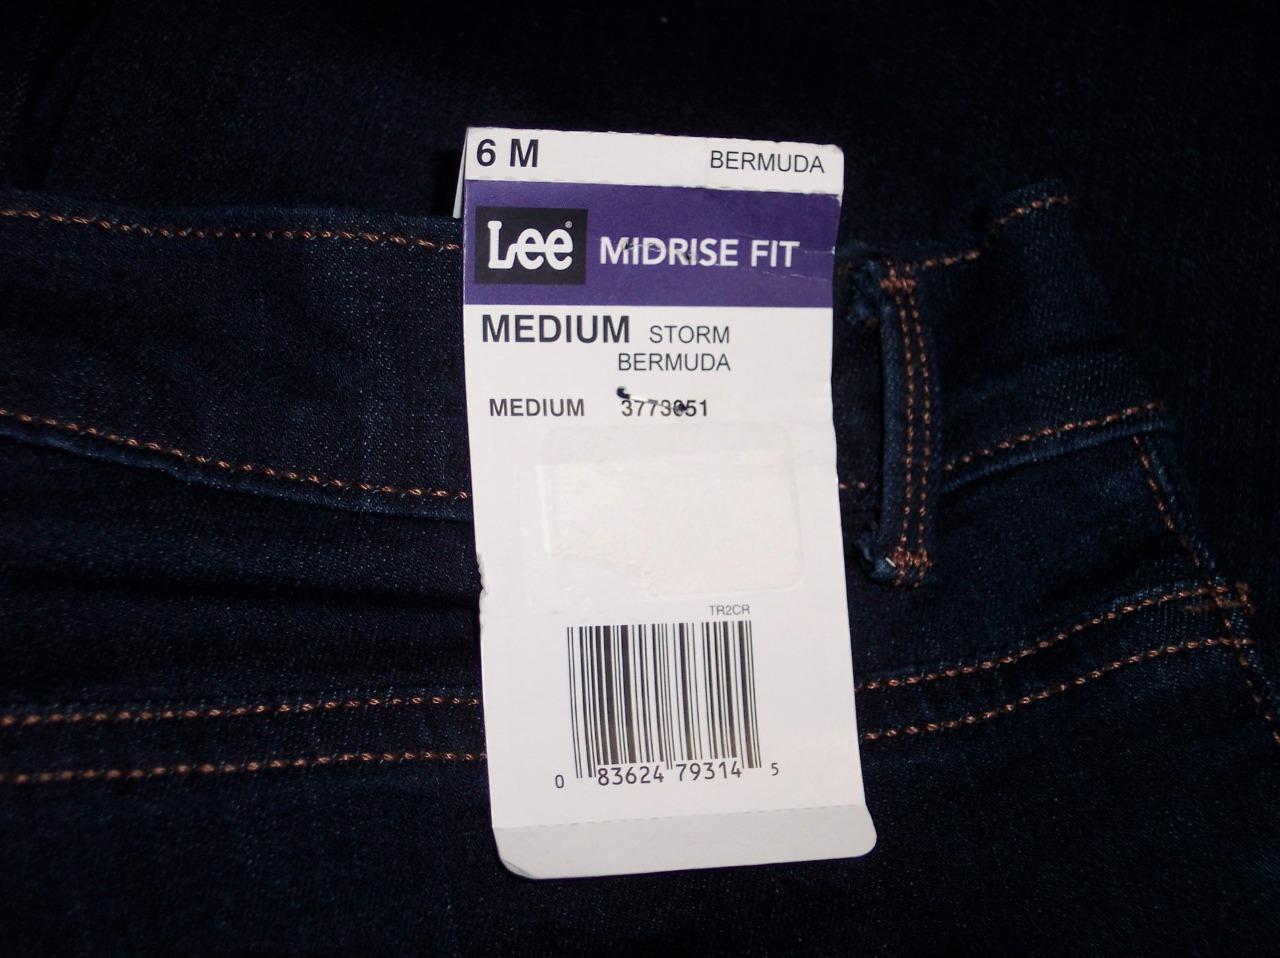 6 M BERMUDA
Lee® MIDRISE FIT
MEDIUM STORM
BERMUDA
MEDIUM
TR2CR
0 83624 79314 5